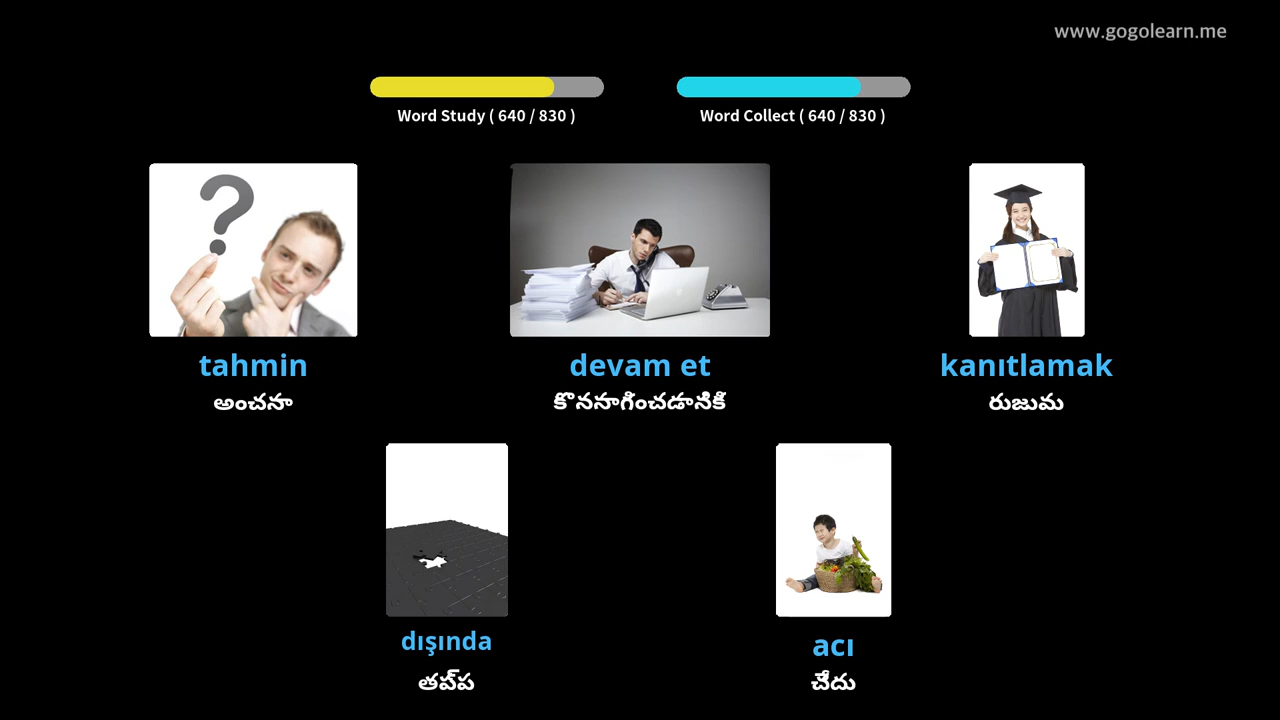 www.gogolearn.me
Word Study ( 640 / 830 )
Word Collect ( 640 / 830 )
tahmin
devam et
kanıtlamak
అంచనా
కొనసాగించడానికి
రుజువు
dışında
acı
తప్ప
చేదు